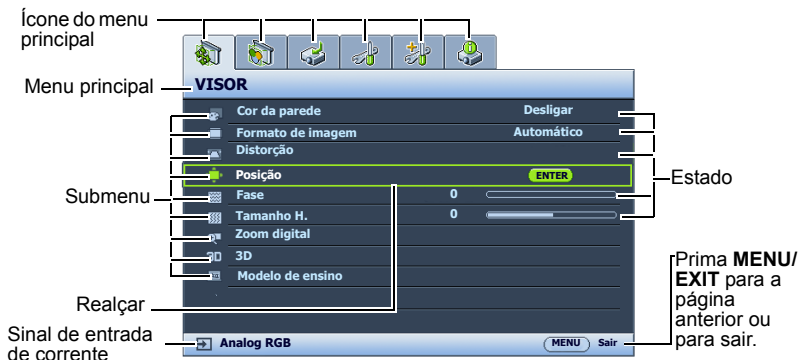 Ícone do menu
principal
Menu principal
VISOR
Cor da parede Desligar
Formato de imagem Automático
Distorção
Posição ENTER
Submenu
Estado
Fase 0
Tamanho H. 0
Zoom digital
3D 3D
Modelo de ensino
Realçar
Prima MENU/
EXIT para a
página
anterior ou
para sair.
Sinal de entrada
de corrente
Analog RGB MENU Sair